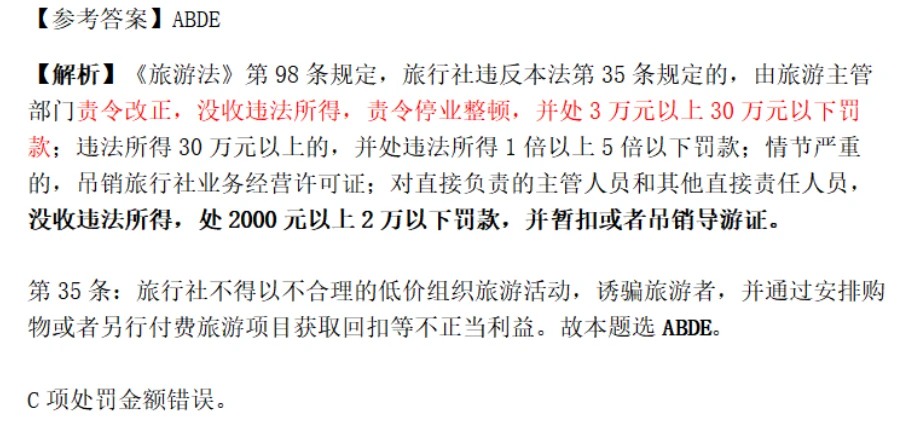 【参考答案】ABDE
【解析】《旅游法》第 98 条规定，旅行社违反本法第 35 条规定的，由旅游主管
部门责令改正，没收违法所得，责令停业整顿，并处 3 万元以上 30 万元以下罚
款；违法所得 30 万元以上的，并处违法所得 1 倍以上 5 倍以下罚款；情节严重
的，吊销旅行社业务经营许可证；对直接负责的主管人员和其他直接责任人员，
没收违法所得，处 2000 元以上 2 万以下罚款，并暂扣或者吊销导游证。
第 35 条：旅行社不得以不合理的低价组织旅游活动，诱骗旅游者，并通过安排购
物或者另行付费旅游项目获取回扣等不正当利益。故本题选 ABDE。
C 项处罚金额错误。